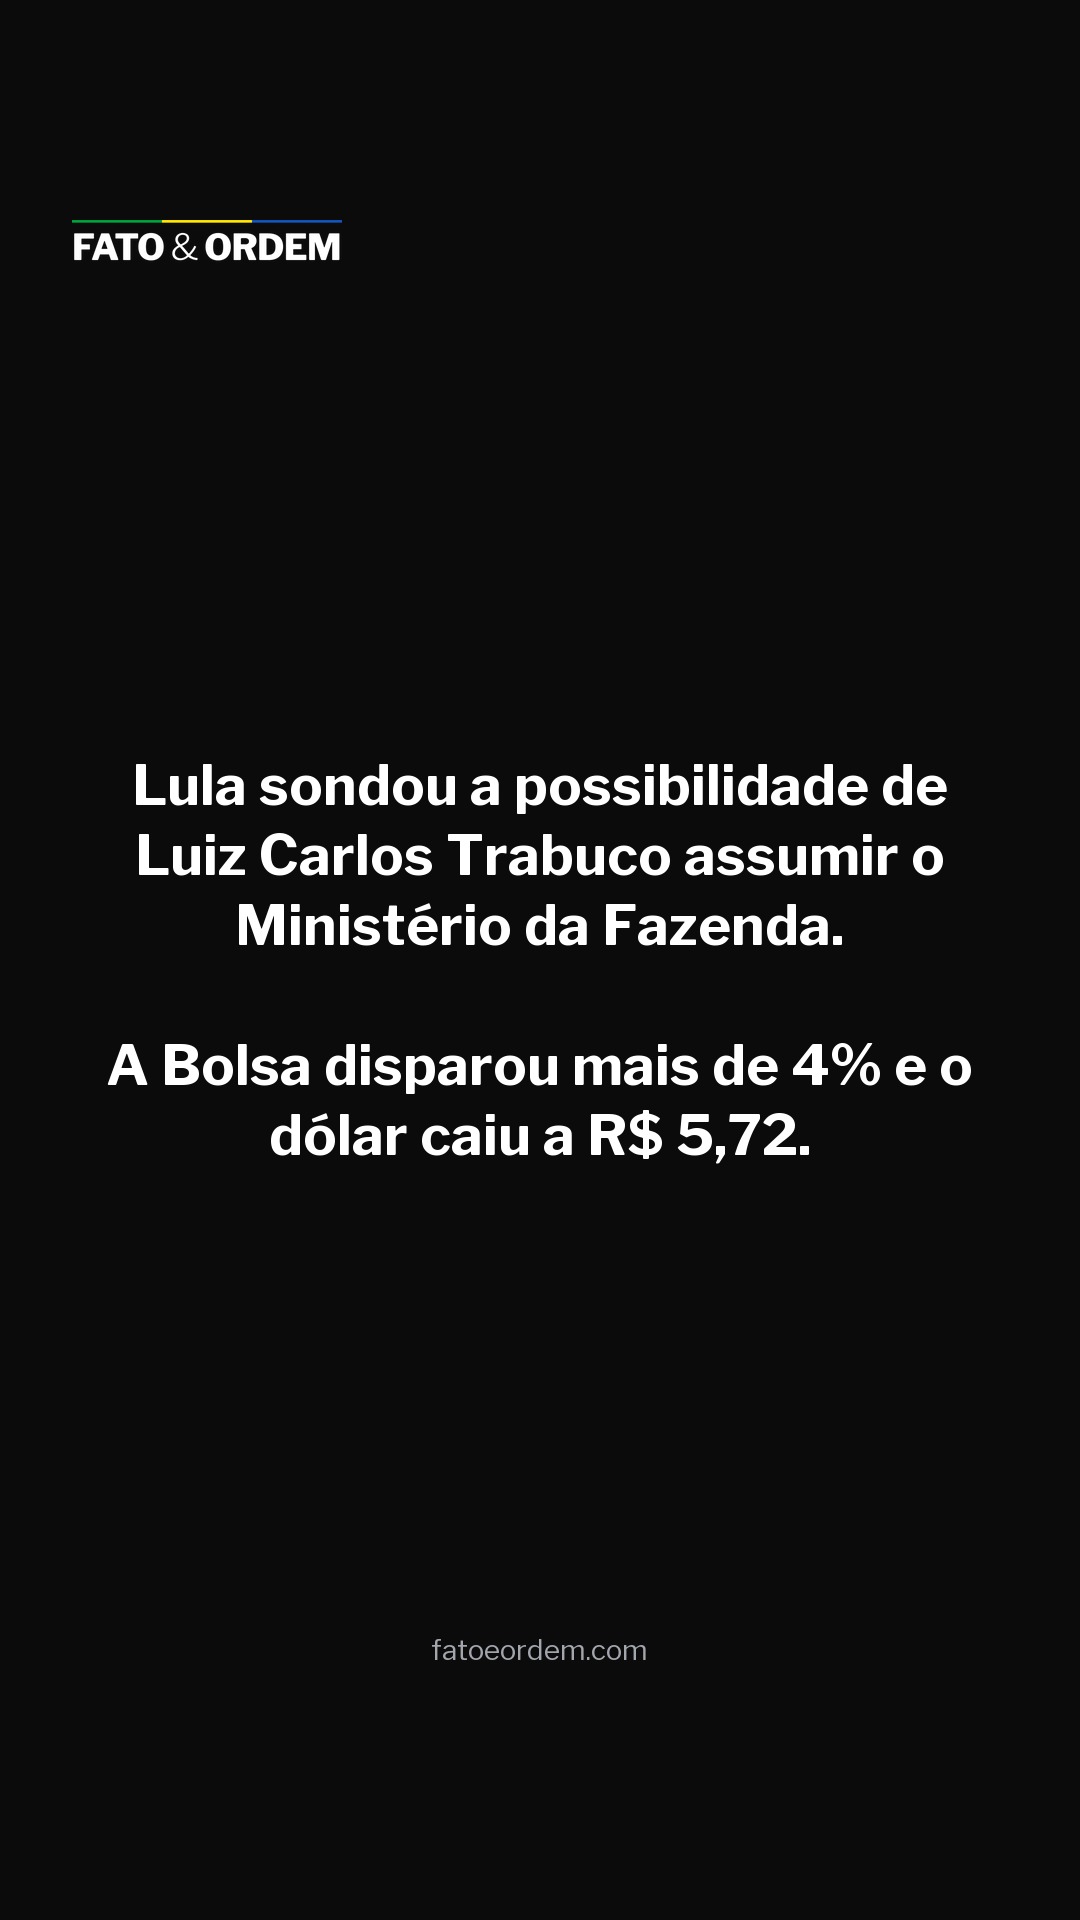 FATO & ORDEM
Lula sondou a possibilidade de
Luiz Carlos Trabuco assumir o
Ministério da Fazenda.
A Bolsa disparou mais de 4% e o
dólar caiu a R$ 5,72.
fatoeordem.com